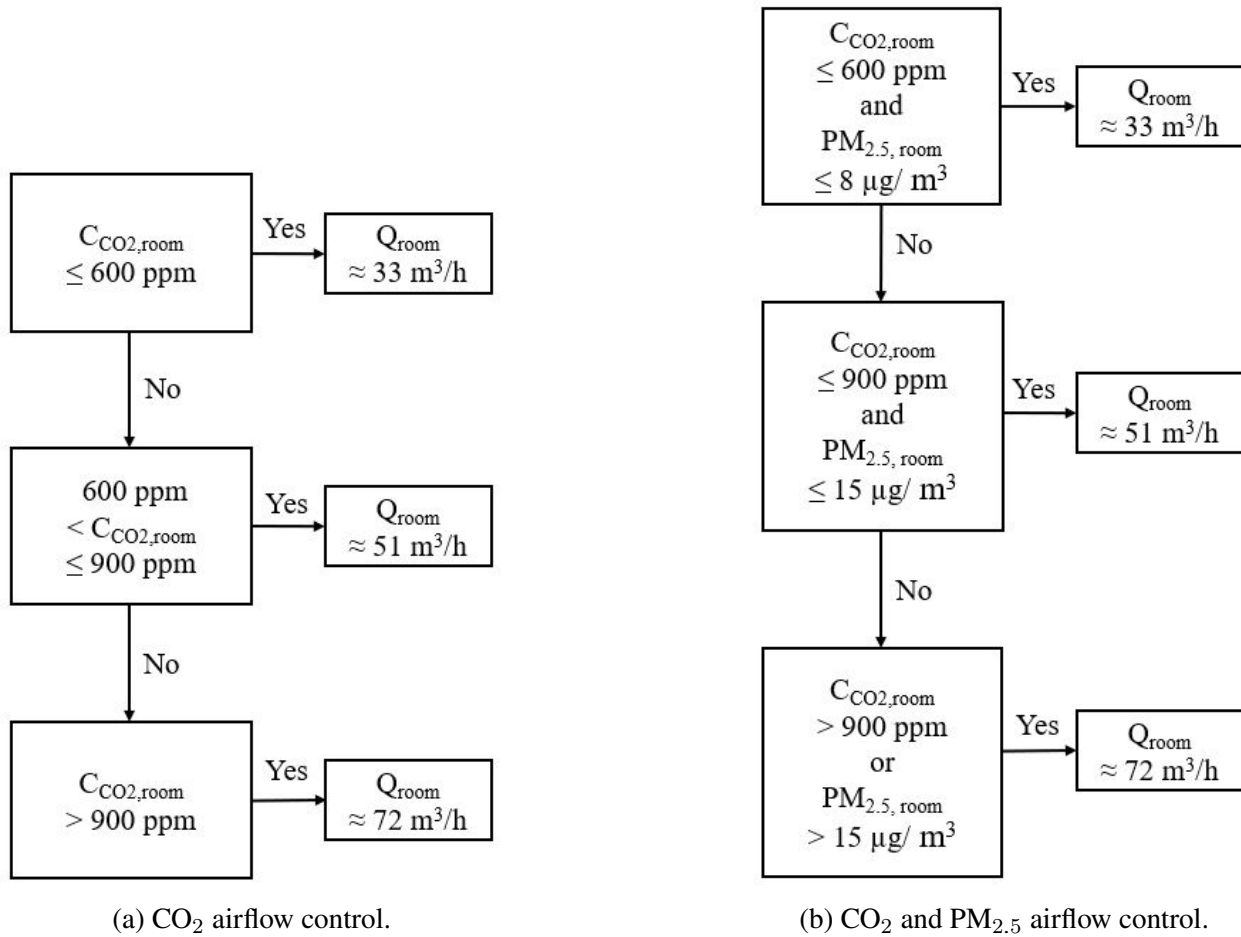 C_CO2,room
≤ 600 ppm
Yes
Q_room
≈ 33 m³/h
No
600 ppm
< C_CO2,room
≤ 900 ppm
Yes
Q_room
≈ 51 m³/h
No
C_CO2,room
> 900 ppm
Yes
Q_room
≈ 72 m³/h
(a) CO₂ airflow control.
C_CO2,room
≤ 600 ppm
and
PM_2.5, room
≤ 8 µg/ m³
Yes
Q_room
≈ 33 m³/h
No
C_CO2,room
≤ 900 ppm
and
PM_2.5, room
≤ 15 µg/ m³
Yes
Q_room
≈ 51 m³/h
No
C_CO2,room
> 900 ppm
or
PM_2.5, room
> 15 µg/ m³
Yes
Q_room
≈ 72 m³/h
(b) CO₂ and PM₂.₅ airflow control.